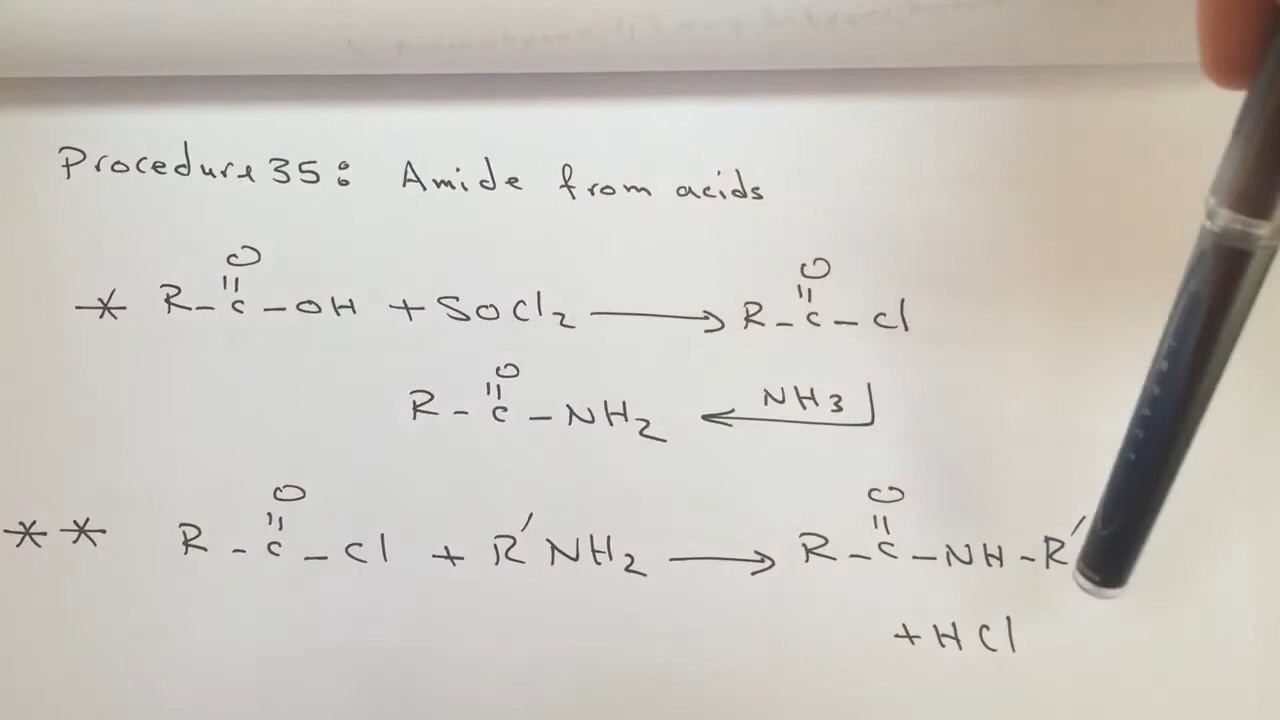 Procedure 35: Amide from acids
O O
* R-C-OH + SOCl2 ⟶ R-C-Cl
O
R-C-NH2 ⟵ NH3
O O
** R-C-Cl + R'NH2 ⟶ R-C-NH-R'
+HCl